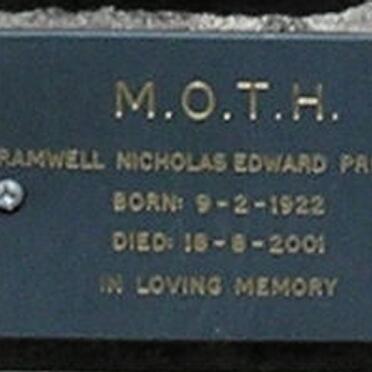 M.O.T.H.
RAMWELL NICHOLAS EDWARD PR
BORN: 9-2-1922
DIED: 18-8-2001
IN LOVING MEMORY